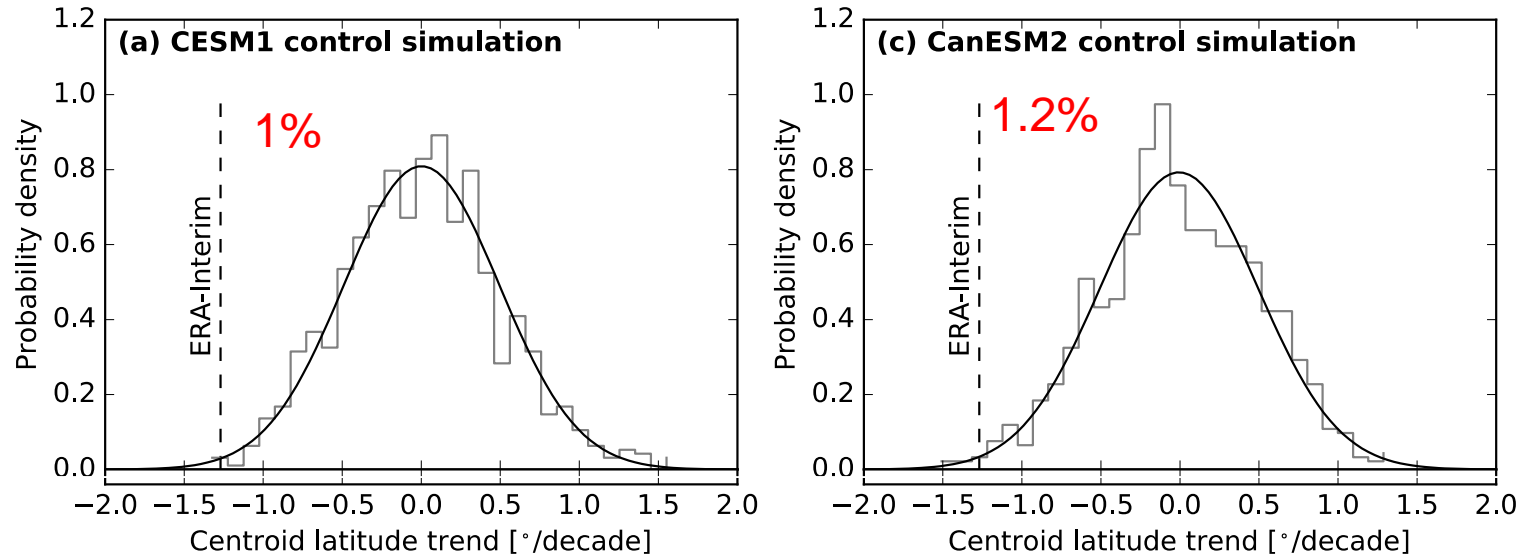 (a) CESM1 control simulation
1%
ERA-Interim
Probability density
1.2
1.0
0.8
0.6
0.4
0.2
0.0
−2.0 −1.5 −1.0 −0.5 0.0 0.5 1.0 1.5 2.0
Centroid latitude trend [°/decade]
(c) CanESM2 control simulation
1.2%
ERA-Interim
Probability density
1.2
1.0
0.8
0.6
0.4
0.2
0.0
−2.0 −1.5 −1.0 −0.5 0.0 0.5 1.0 1.5 2.0
Centroid latitude trend [°/decade]